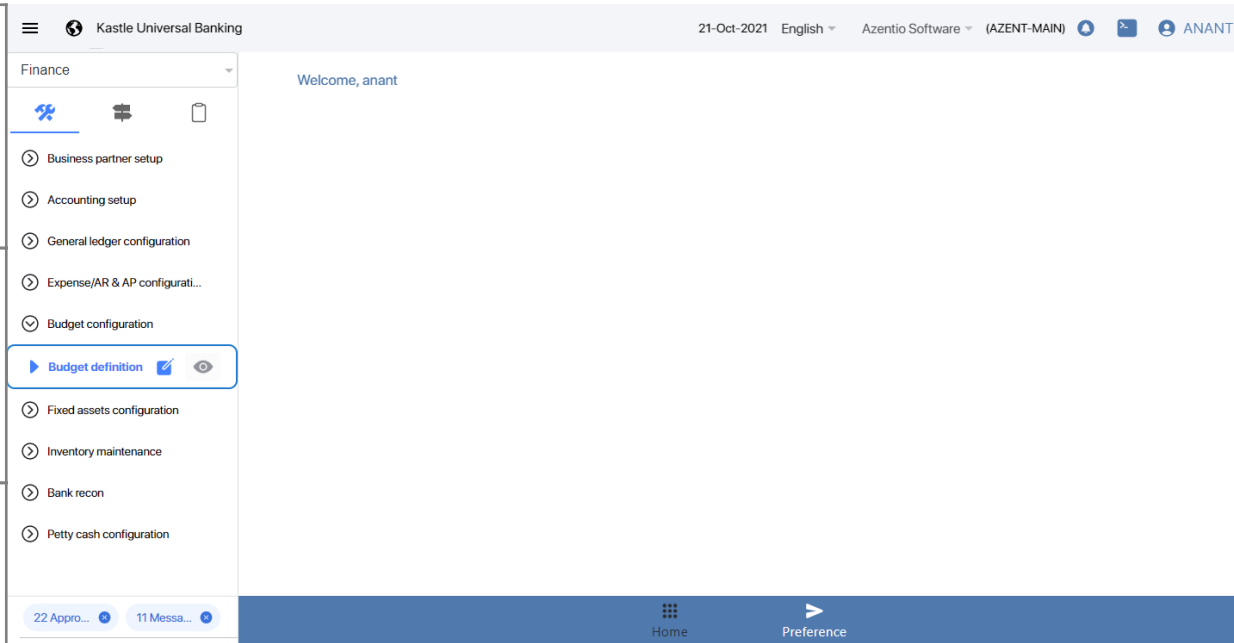 Kastle Universal Banking 21-Oct-2021 English Azentio Software (AZENT-MAIN) ANANT
Finance
Welcome, anant
Business partner setup
Accounting setup
General ledger configuration
Expense/AR & AP configurati...
Budget configuration
Budget definition
Fixed assets configuration
Inventory maintenance
Bank recon
Petty cash configuration
22 Appro... 11 Messa...
Home Preference